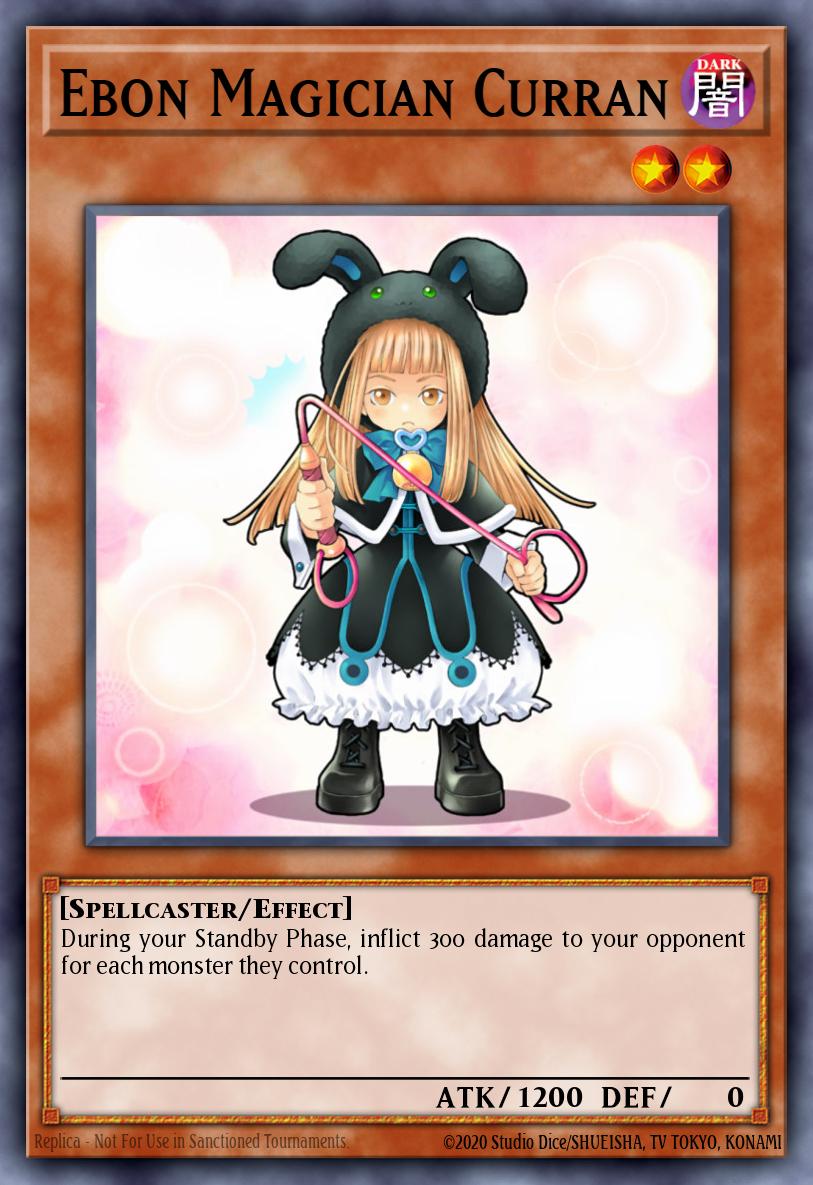 EBON MAGICIAN CURRAN
DARK
闇
[SPELLCASTER/EFFECT]
During your Standby Phase, inflict 300 damage to your opponent
for each monster they control.
ATK/1200 DEF/ 0
Replica - Not For Use in Sanctioned Tournaments.
©2020 Studio Dice/SHUEISHA, TV TOKYO, KONAMI